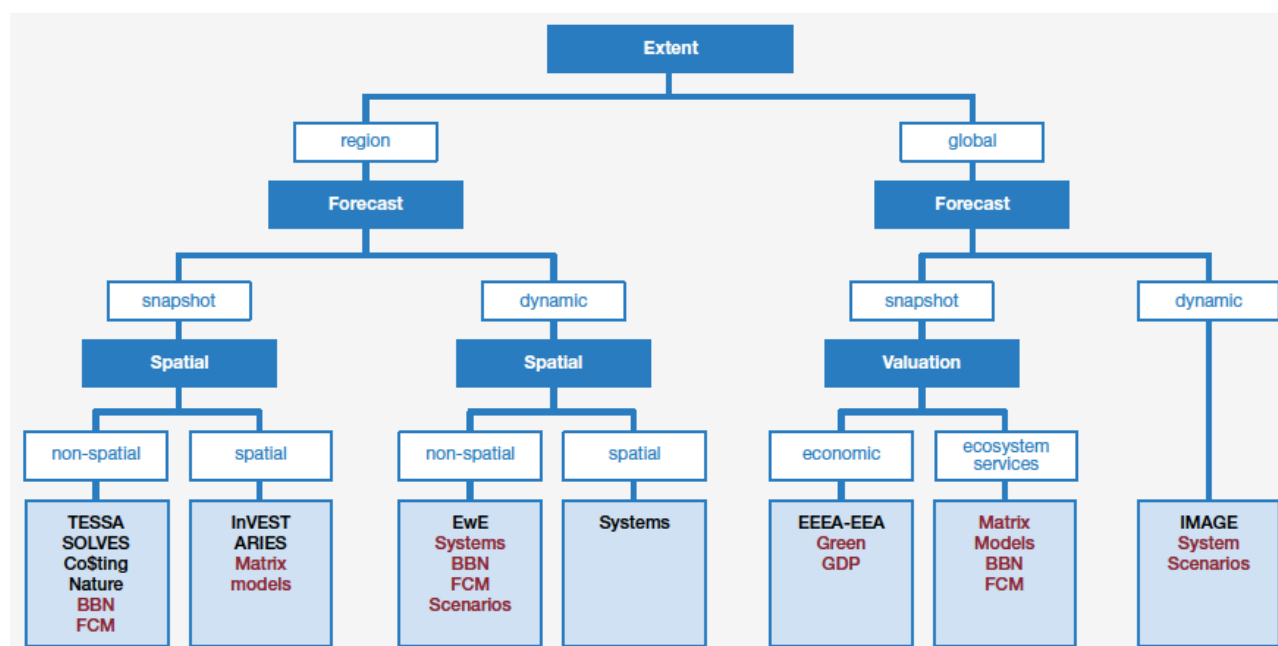 Extent
region
global
Forecast
Forecast
snapshot
dynamic
snapshot
dynamic
Spatial
Spatial
Valuation
non-spatial
spatial
non-spatial
spatial
economic
ecosystem
services
TESSA
SOLVES
Co$ting
Nature
BBN
FCM
InVEST
ARIES
Matrix
models
EwE
Systems
BBN
FCM
Scenarios
Systems
EEEA-EEA
Green
GDP
Matrix
Models
BBN
FCM
IMAGE
System
Scenarios